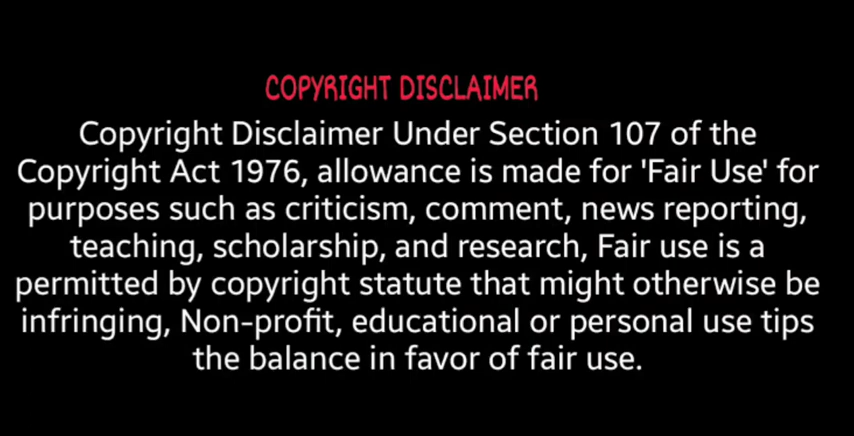 COPYRIGHT DISCLAIMER
Copyright Disclaimer Under Section 107 of the
Copyright Act 1976, allowance is made for 'Fair Use' for
purposes such as criticism, comment, news reporting,
teaching, scholarship, and research, Fair use is a
permitted by copyright statute that might otherwise be
infringing, Non-profit, educational or personal use tips
the balance in favor of fair use.